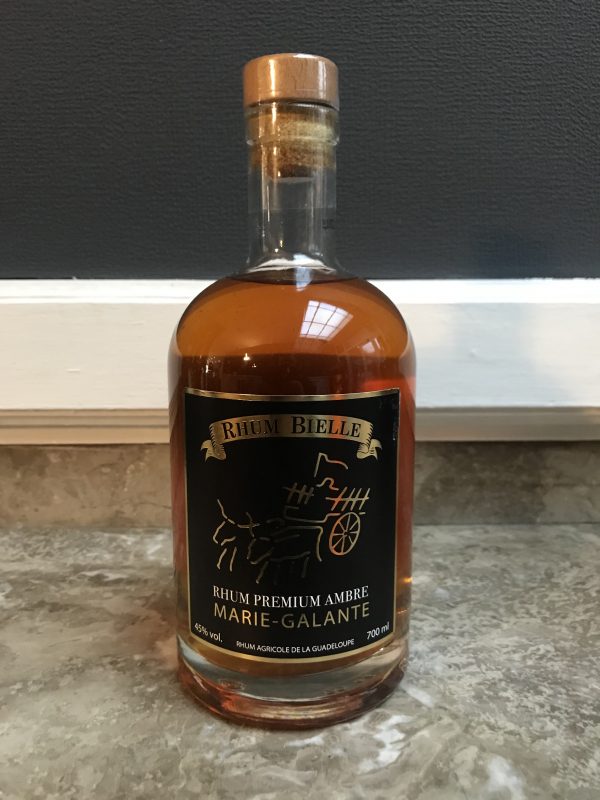 RHUM BIELLE
RHUM PREMIUM AMBRE
MARIE-GALANTE
45% vol.
700 ml
RHUM AGRICOLE DE LA GUADELOUPE